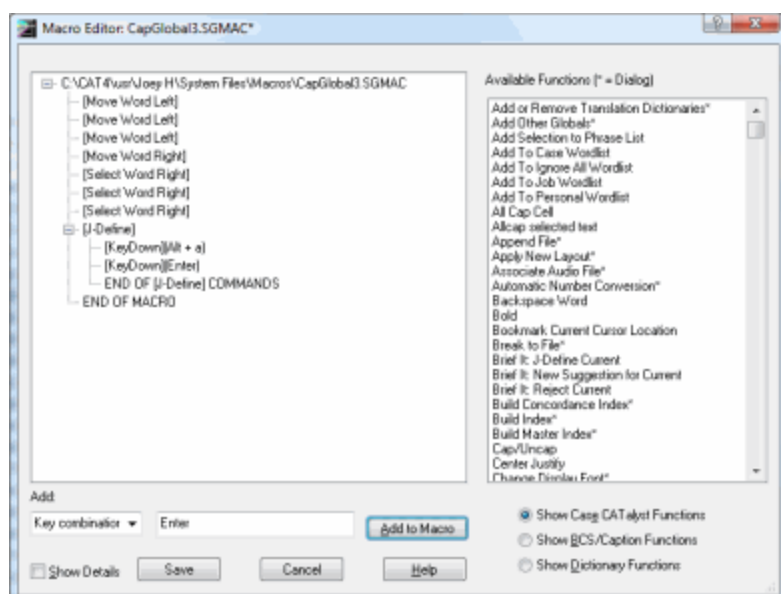 Macro Editor: CapGlobal3.SGMAC*
C:\CAT4\usr\Joey H\System Files\Macros\CapGlobal3.SGMAC
[Move Word Left]
[Move Word Left]
[Move Word Left]
[Move Word Right]
[Select Word Right]
[Select Word Right]
[Select Word Right]
[J-Define]
[KeyDown](Alt + a)
[KeyDown](Enter)
END OF [J-Define] COMMANDS
END OF MACRO
Available Functions (* = Dialog)
Add or Remove Translation Dictionaries*
Add Other Globals*
Add Selection to Phrase List
Add To Case Wordlist
Add To Ignore All Wordlist
Add To Job Wordlist
Add To Personal Wordlist
All Cap Cell
Allcap selected text
Append File*
Apply New Layout*
Associate Audio File*
Automatic Number Conversion*
Backspace Word
Bold
Bookmark Current Cursor Location
Break to File*
Brief It: J-Define Current
Brief It: New Suggestion for Current
Brief It: Reject Current
Build Concordance Index*
Build Index*
Build Master Index*
Cap/Uncap
Center Justify
Change Display Font*
Add:
Key combination
Enter
Add to Macro
Show Case CATalyst Functions
Show BCS/Caption Functions
Show Dictionary Functions
Show Details
Save
Cancel
Help